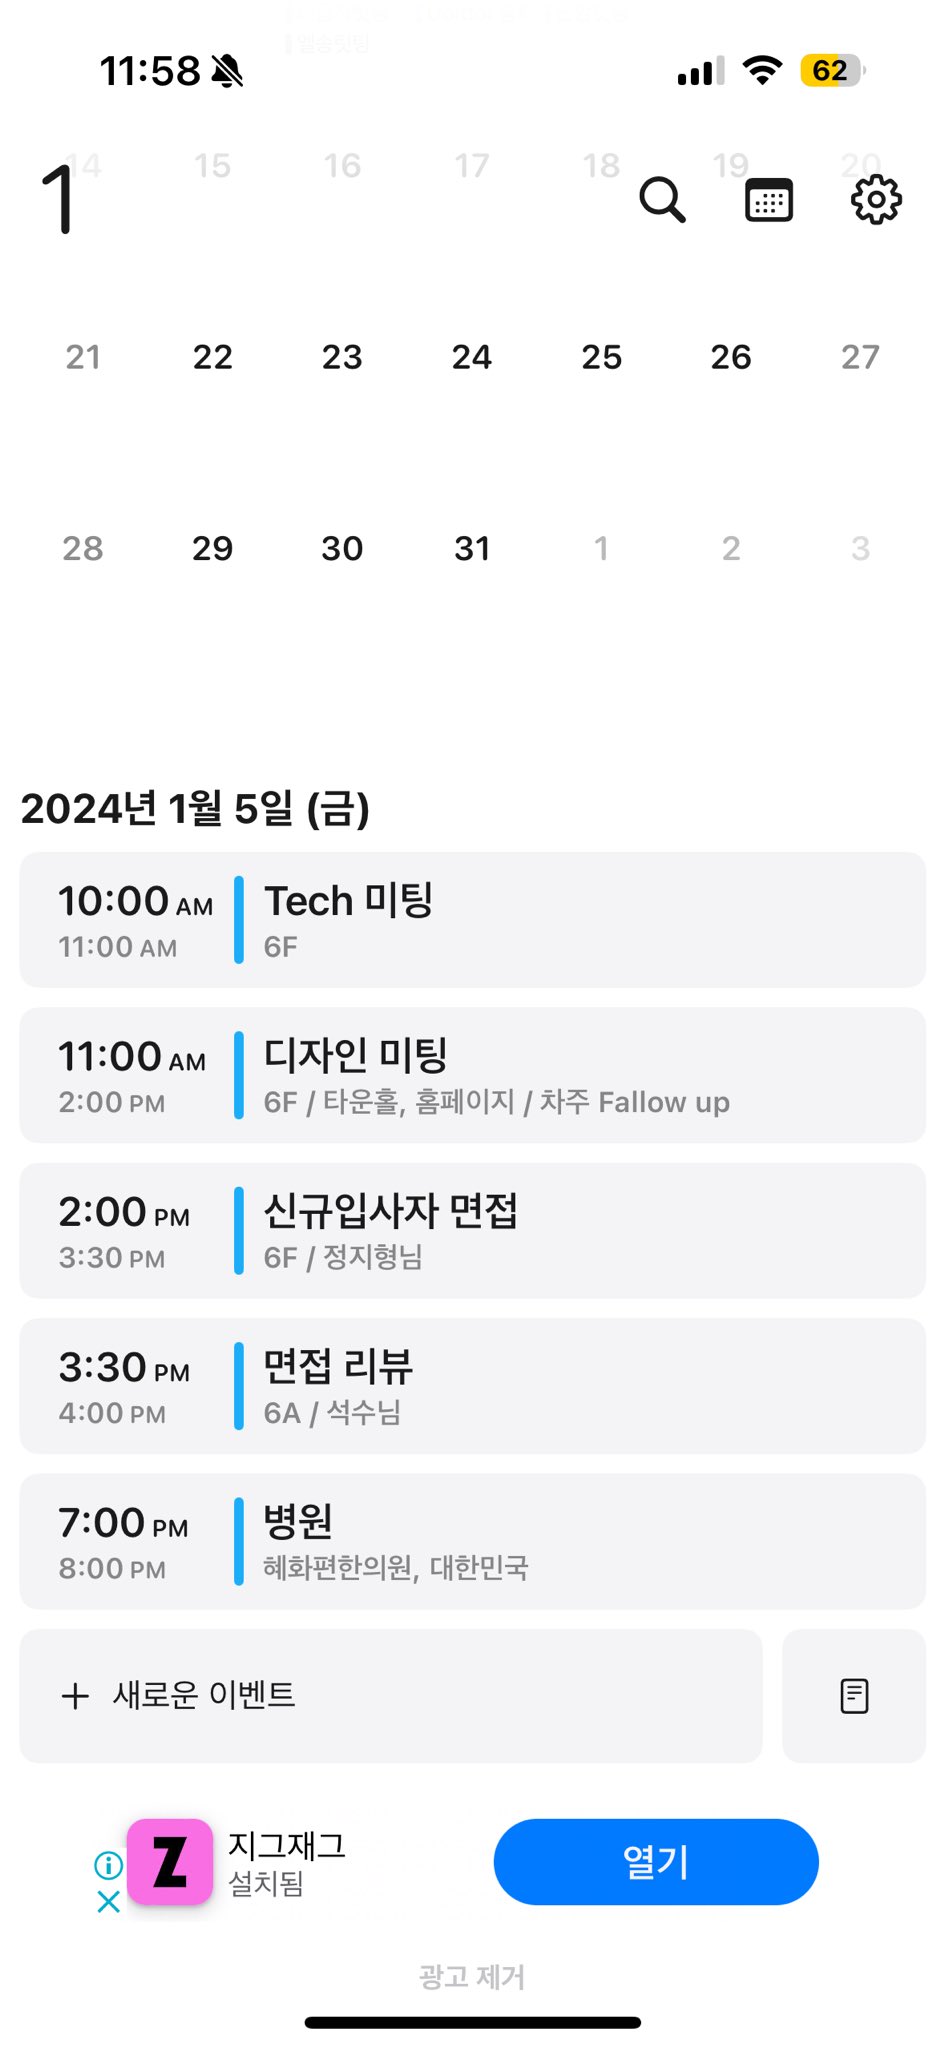 11:58
62
14 15 16 17 18 19 20
1
21 22 23 24 25 26 27
28 29 30 31 1 2 3
2024년 1월 5일 (금)
10:00 AM Tech 미팅
11:00 AM 6F
11:00 AM 디자인 미팅
2:00 PM 6F / 타운홀, 홈페이지 / 차주 Fallow up
2:00 PM 신규입사자 면접
3:30 PM 6F / 정지형님
3:30 PM 면접 리뷰
4:00 PM 6A / 석수님
7:00 PM 병원
8:00 PM 혜화편한의원, 대한민국
+ 새로운 이벤트
Z 지그재그
설치됨
열기
광고 제거